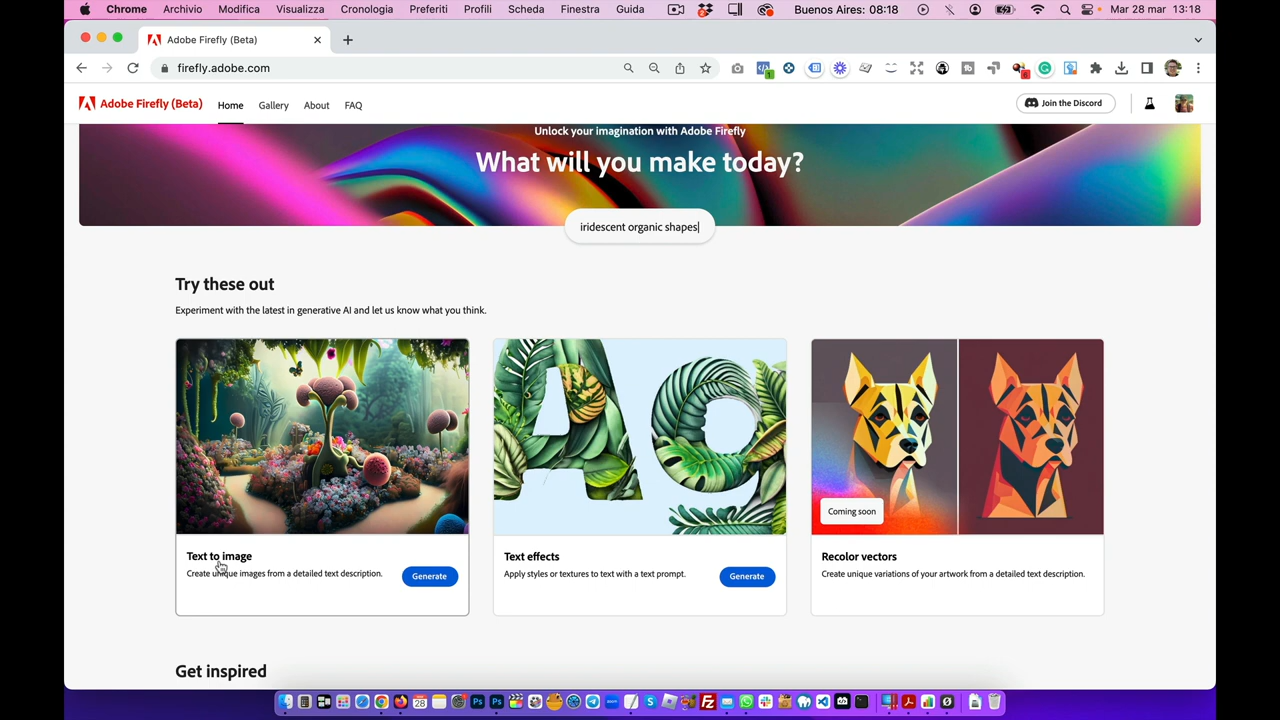 Chrome Archivio Modifica Visualizza Cronologia Preferiti Profili Scheda Finestra Guida Buenos Aires: 08:18 Mar 28 mar 13:18
Adobe Firefly (Beta)
firefly.adobe.com
Adobe Firefly (Beta) Home Gallery About FAQ Join the Discord
Unlock your imagination with Adobe Firefly
What will you make today?
iridescent organic shapes
Try these out
Experiment with the latest in generative AI and let us know what you think.
Ag
Coming soon
Text to image
Create unique images from a detailed text description.
Generate
Text effects
Apply styles or textures to text with a text prompt.
Generate
Recolor vectors
Create unique variations of your artwork from a detailed text description.
Get inspired